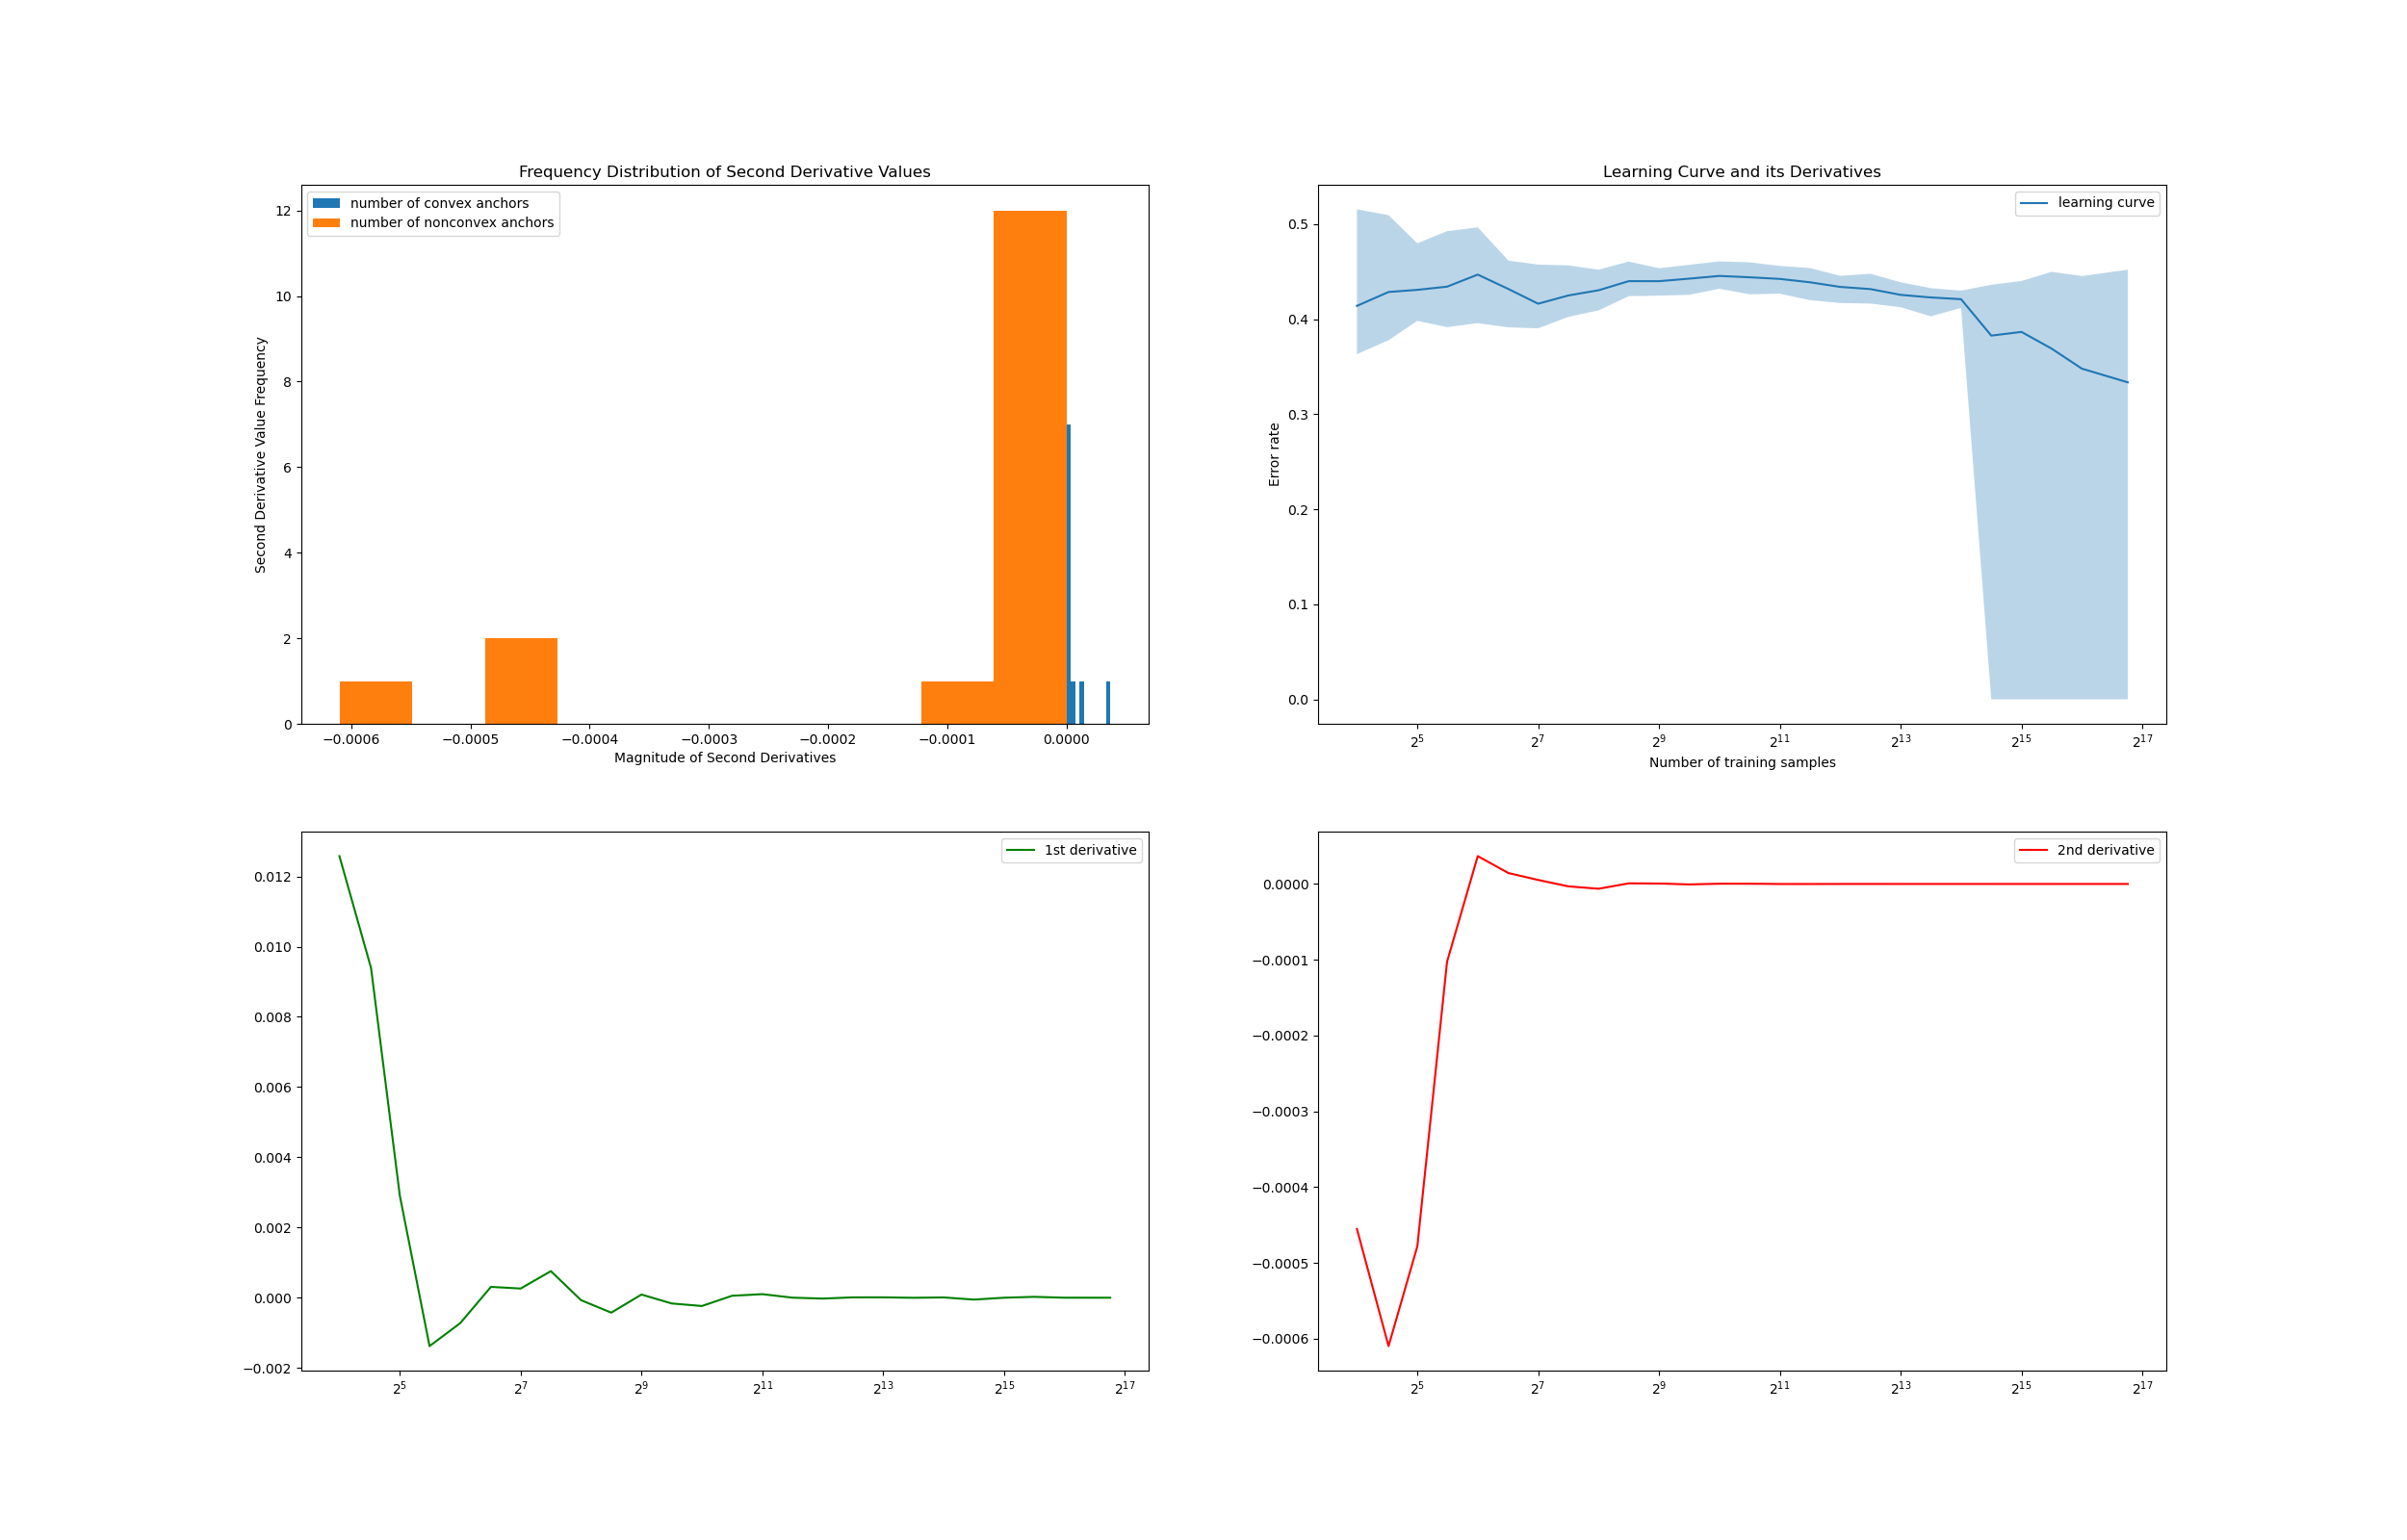 Frequency Distribution of Second Derivative Values
number of convex anchors
number of nonconvex anchors
12
10
8
6
4
2
0
Second Derivative Value Frequency
−0.0006 −0.0005 −0.0004 −0.0003 −0.0002 −0.0001 0.0000
Magnitude of Second Derivatives
Learning Curve and its Derivatives
learning curve
0.5
0.4
0.3
0.2
0.1
0.0
Error rate
2^5 2^7 2^9 2^11 2^13 2^15 2^17
Number of training samples
1st derivative
0.012
0.010
0.008
0.006
0.004
0.002
0.000
−0.002
2^5 2^7 2^9 2^11 2^13 2^15 2^17
2nd derivative
0.0000
−0.0001
−0.0002
−0.0003
−0.0004
−0.0005
−0.0006
2^5 2^7 2^9 2^11 2^13 2^15 2^17